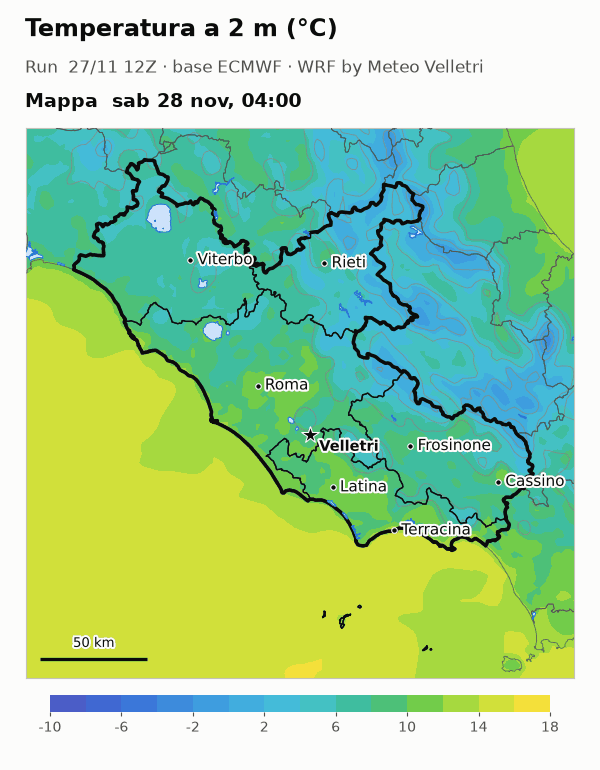 Temperatura a 2 m (°C)
Run 27/11 12Z · base ECMWF · WRF by Meteo Velletri
Mappa sab 28 nov, 04:00
Viterbo
Rieti
Roma
Velletri
Frosinone
Latina
Cassino
Terracina
50 km
-10 -6 -2 2 6 10 14 18